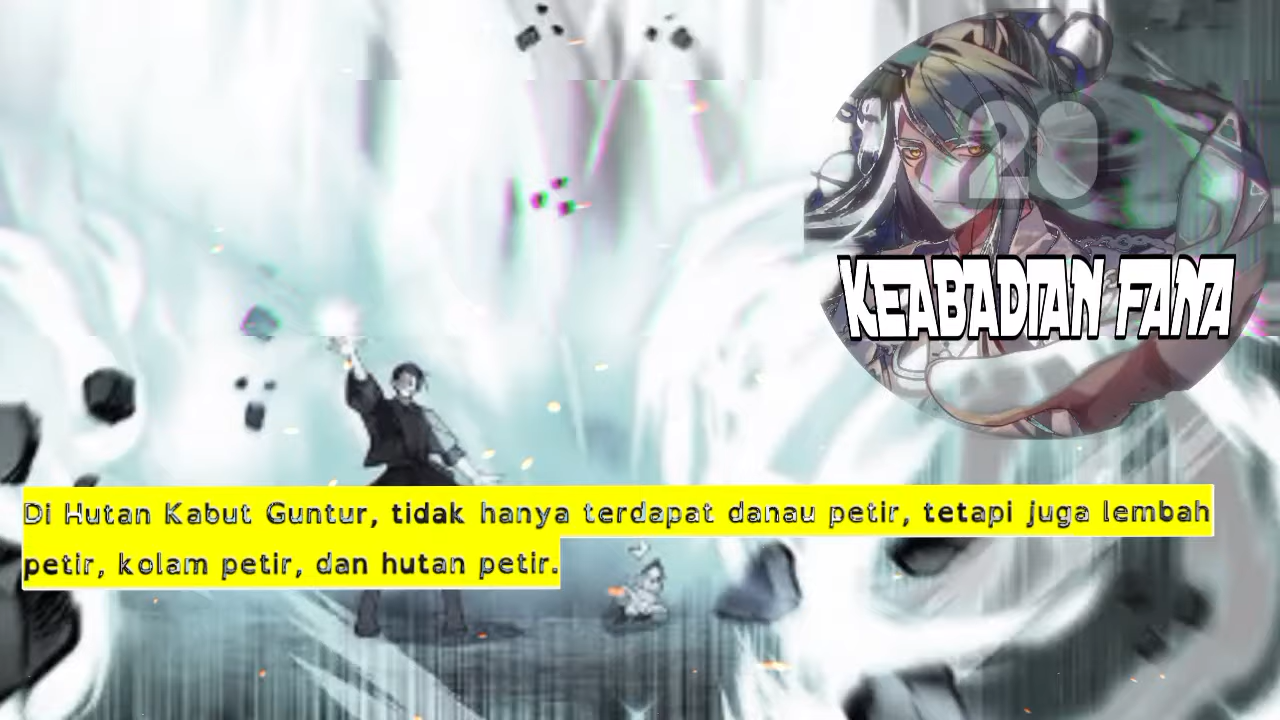 20
KEABADIAN FANA
Di Hutan Kabut Guntur, tidak hanya terdapat danau petir, tetapi juga lembah
petir, kolam petir, dan hutan petir.